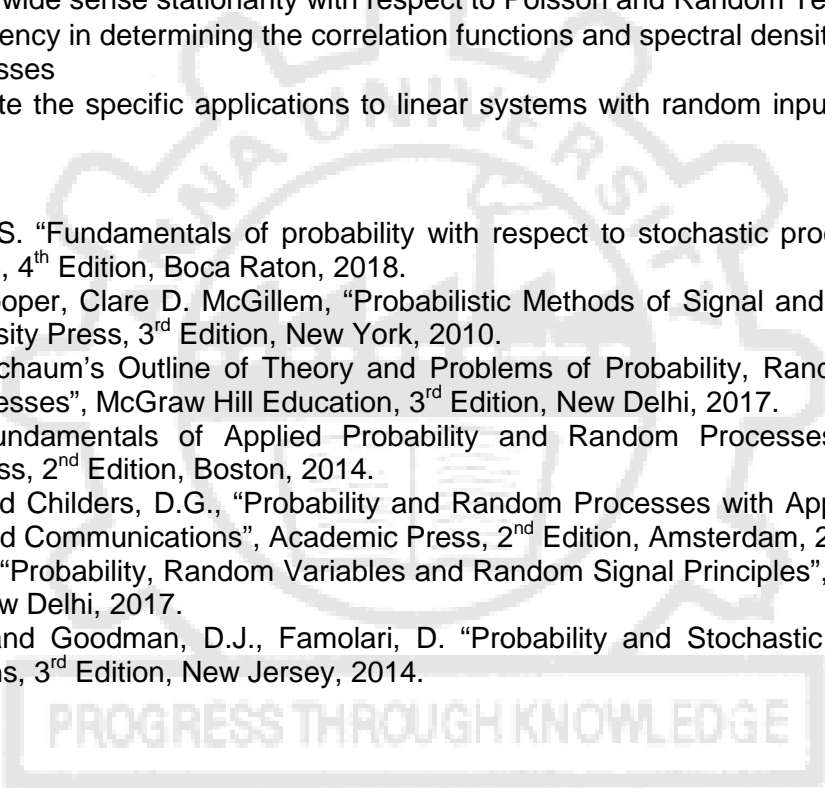 wide sense stationarity with respect to Poisson and Random Te
ency in determining the correlation functions and spectral densit
sses
te the specific applications to linear systems with random inpu
S. “Fundamentals of probability with respect to stochastic pro
, 4th Edition, Boca Raton, 2018.
oper, Clare D. McGillem, “Probabilistic Methods of Signal and
sity Press, 3rd Edition, New York, 2010.
chaum’s Outline of Theory and Problems of Probability, Rand
esses”, McGraw Hill Education, 3rd Edition, New Delhi, 2017.
undamentals of Applied Probability and Random Processes
ss, 2nd Edition, Boston, 2014.
d Childers, D.G., “Probability and Random Processes with App
d Communications”, Academic Press, 2nd Edition, Amsterdam, 2
“Probability, Random Variables and Random Signal Principles”,
w Delhi, 2017.
and Goodman, D.J., Famolari, D. “Probability and Stochastic
ns, 3rd Edition, New Jersey, 2014.
ANNA UNIVERSITY
PROGRESS THROUGH KNOWLEDGE